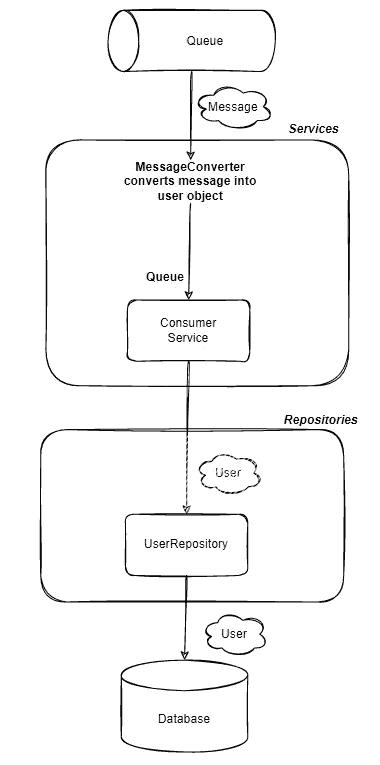 Queue
Message
Services
MessageConverter
converts message into
user object
Queue
Consumer
Service
Repositories
User
UserRepository
User
Database